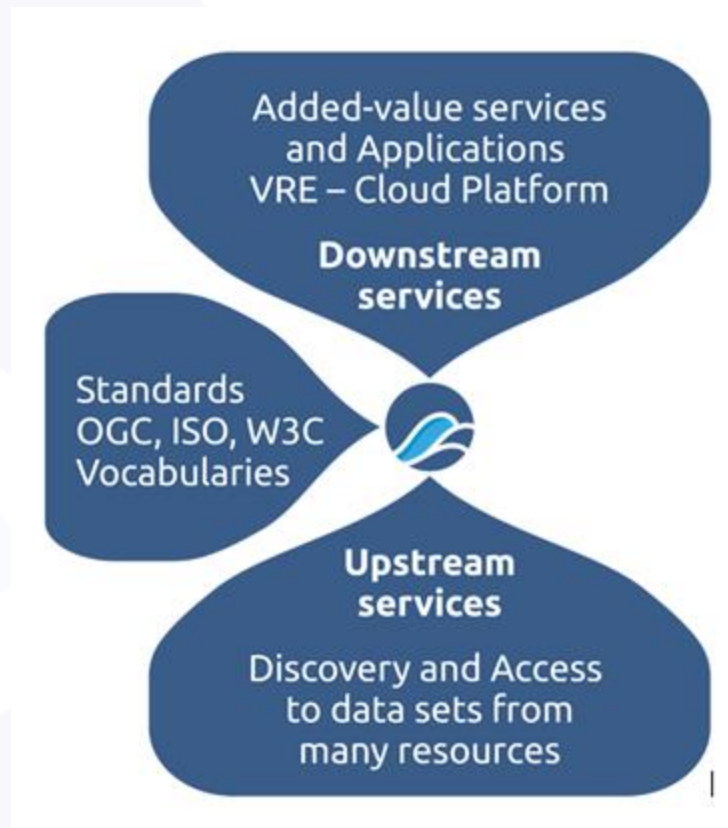 Added-value services
and Applications
VRE – Cloud Platform
Downstream
services
Standards
OGC, ISO, W3C
Vocabularies
Upstream
services
Discovery and Access
to data sets from
many resources